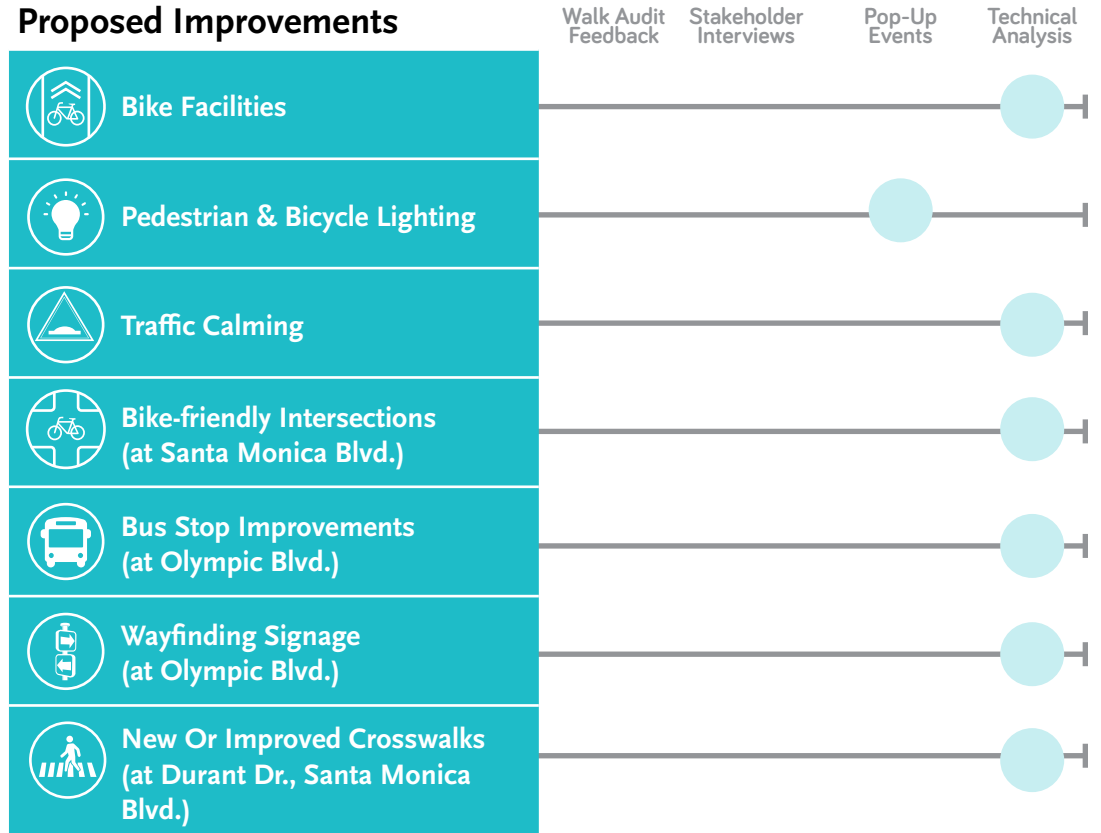 Proposed Improvements
Walk Audit
Feedback
Stakeholder
Interviews
Pop-Up
Events
Technical
Analysis
Bike Facilities
Pedestrian & Bicycle Lighting
Traffic Calming
Bike-friendly Intersections
(at Santa Monica Blvd.)
Bus Stop Improvements
(at Olympic Blvd.)
Wayfinding Signage
(at Olympic Blvd.)
New Or Improved Crosswalks
(at Durant Dr., Santa Monica
Blvd.)